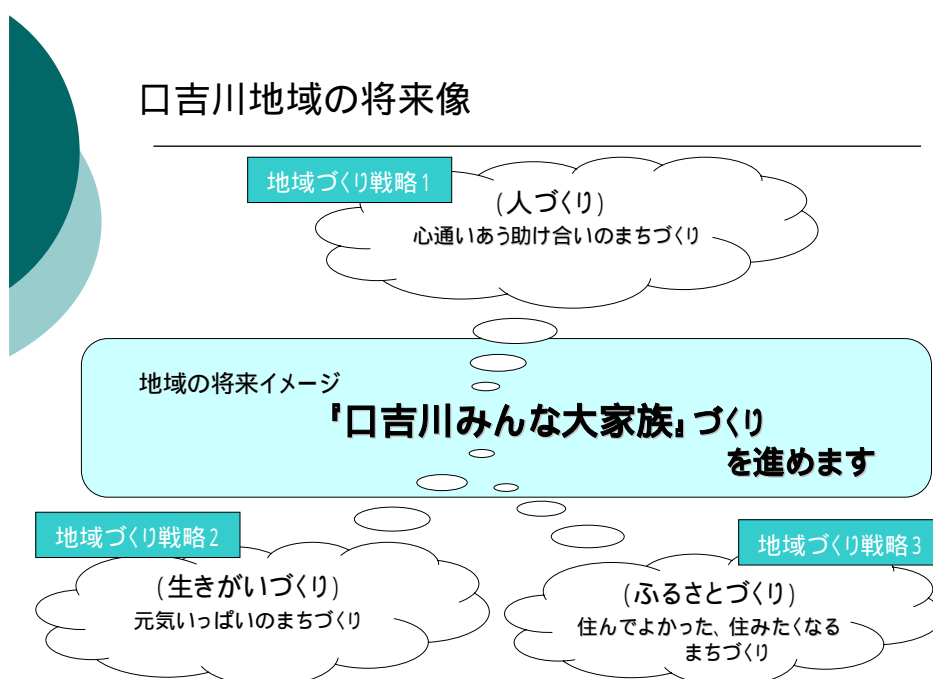 口吉川地域の将来像
地域づくり戦略1
(人づくり)
心通いあう助け合いのまちづくり
地域の将来イメージ
『口吉川みんな大家族』づくり
を進めます
地域づくり戦略2
(生きがいづくり)
元気いっぱいのまちづくり
地域づくり戦略3
(ふるさとづくり)
住んでよかった、住みたくなる
まちづくり